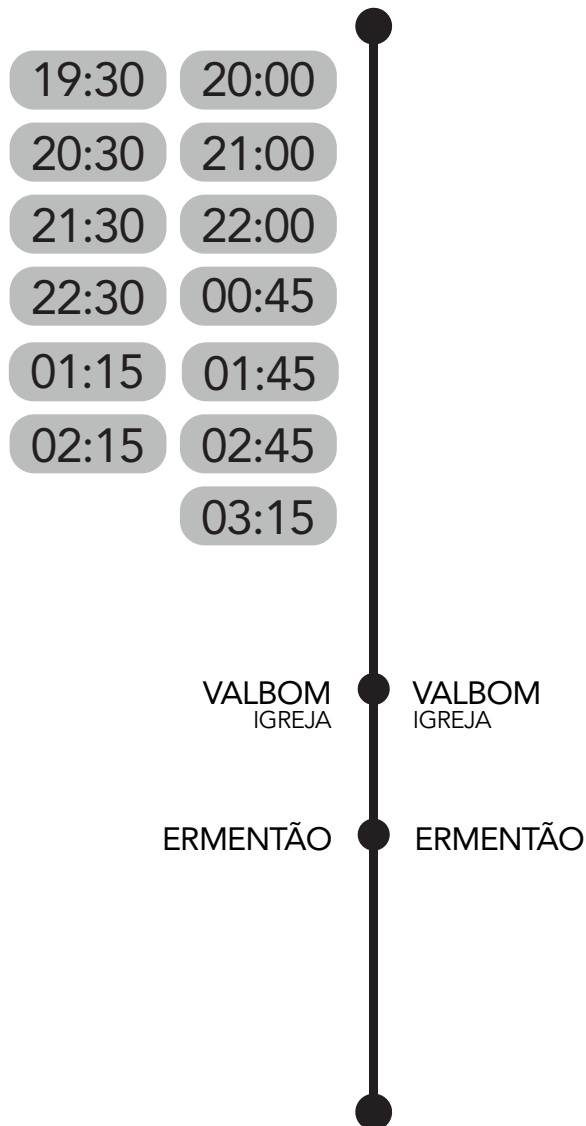 19:30 20:00
20:30 21:00
21:30 22:00
22:30 00:45
01:15 01:45
02:15 02:45
03:15
VALBOM VALBOM
IGREJA IGREJA
ERMENTÃO ERMENTÃO